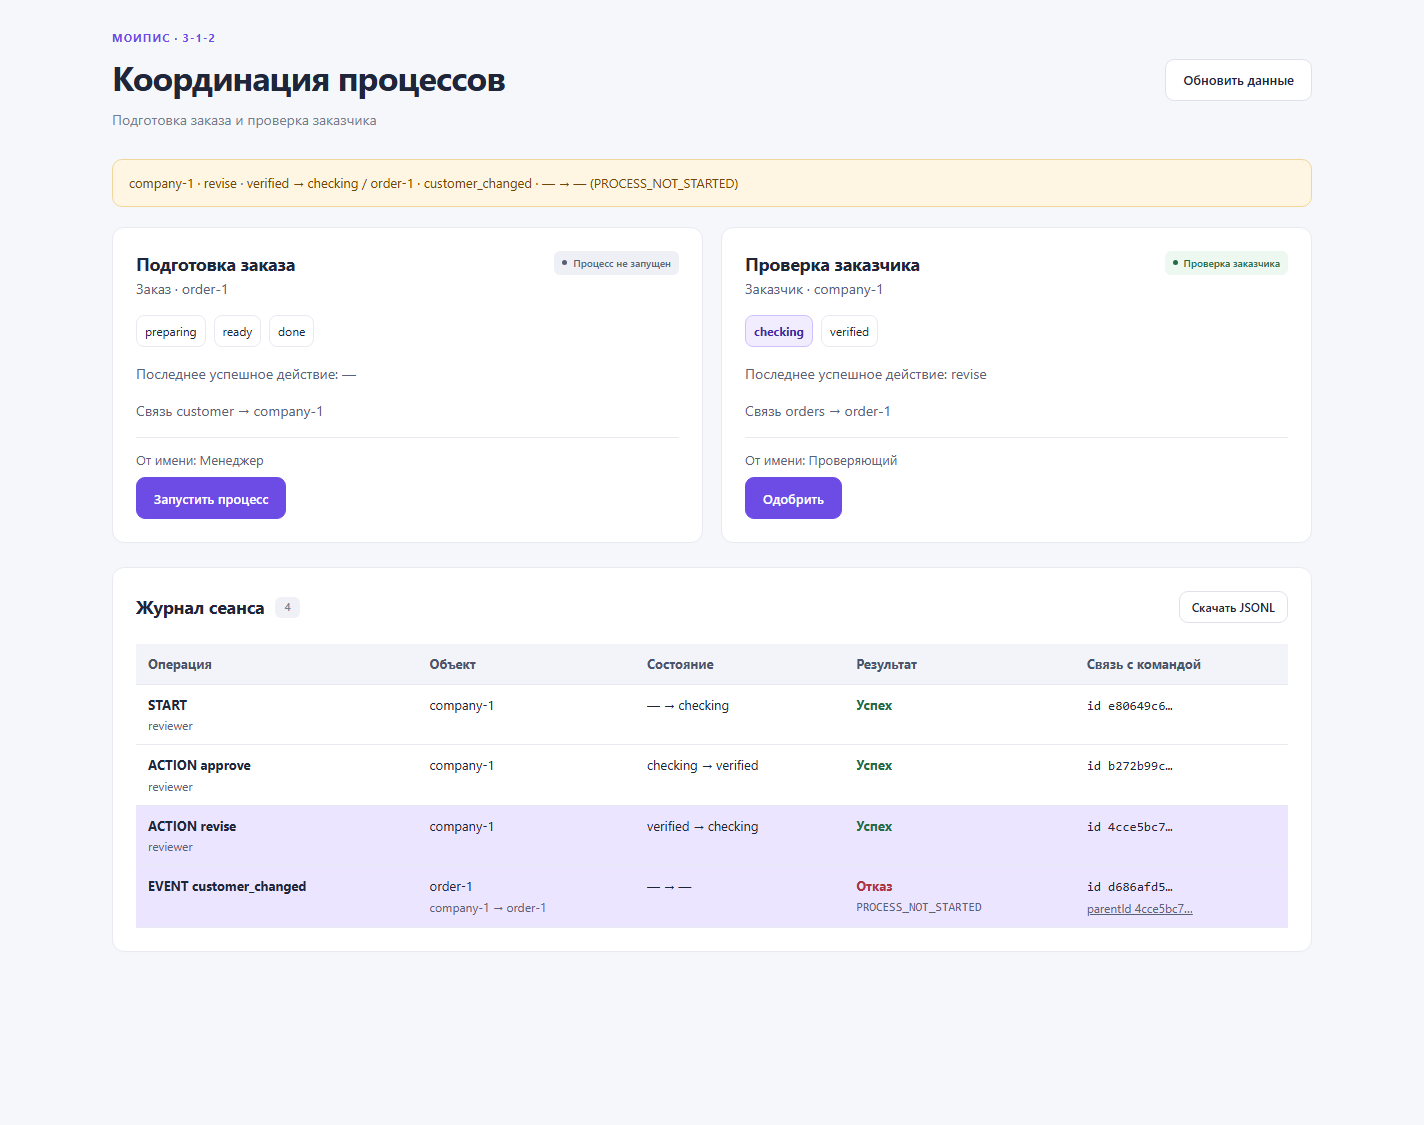 МОИПИС · 3-1-2
Координация процессов
Обновить данные
Подготовка заказа и проверка заказчика
company-1 · revise · verified → checking / order-1 · customer_changed · — → — (PROCESS_NOT_STARTED)
Подготовка заказа
Процесс не запущен
Заказ · order-1
preparing ready done
Последнее успешное действие: —
Связь customer → company-1
От имени: Менеджер
Запустить процесс
Проверка заказчика
Проверка заказчика
Заказчик · company-1
checking verified
Последнее успешное действие: revise
Связь orders → order-1
От имени: Проверяющий
Одобрить
Журнал сеанса 4
Скачать JSONL
Операция Объект Состояние Результат Связь с командой
START company-1 — → checking Успех id e80649c6…
reviewer
ACTION approve company-1 checking → verified Успех id b272b99c…
reviewer
ACTION revise company-1 verified → checking Успех id 4cce5bc7…
reviewer
EVENT customer_changed order-1 — → — Отказ id d686afd5…
company-1 → order-1 PROCESS_NOT_STARTED parentId 4cce5bc7…